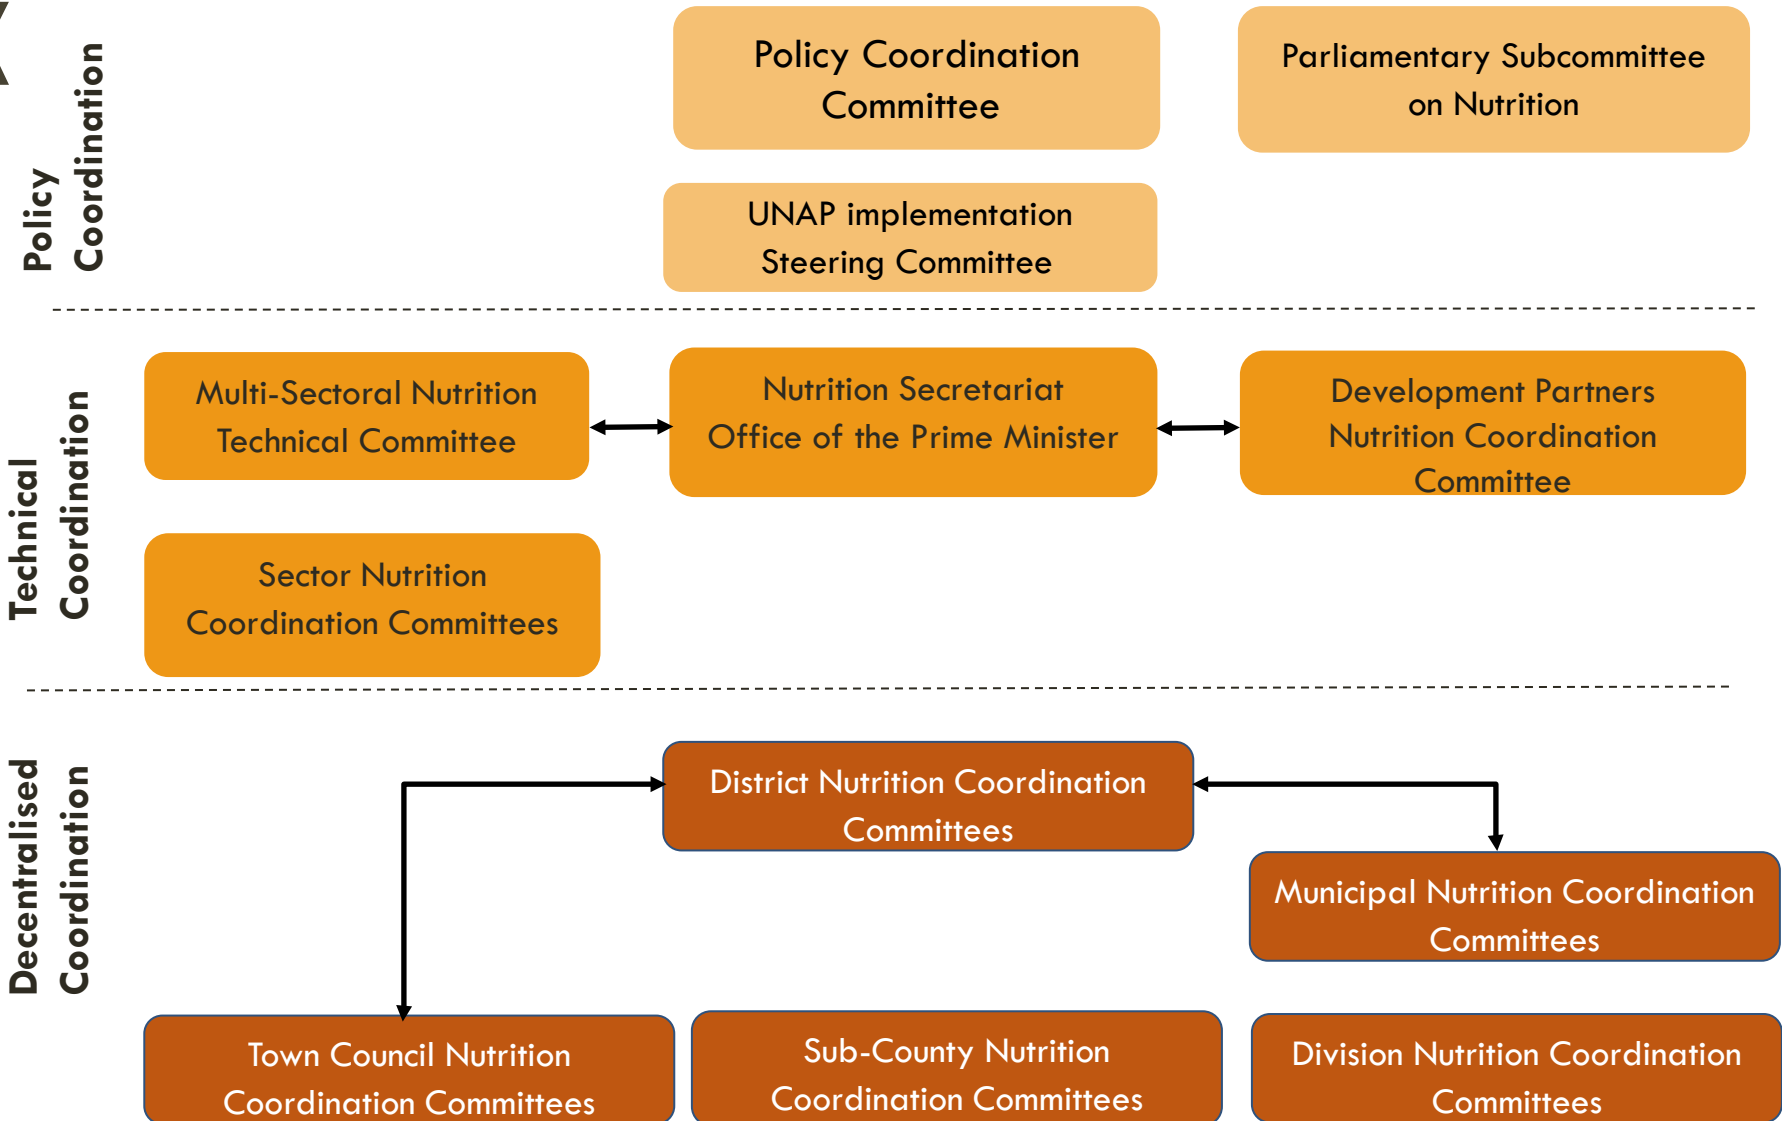 Policy
Coordination
Policy Coordination
Committee
Parliamentary Subcommittee
on Nutrition
UNAP implementation
Steering Committee
Technical
Coordination
Multi-Sectoral Nutrition
Technical Committee
Nutrition Secretariat
Office of the Prime Minister
Development Partners
Nutrition Coordination
Committee
Sector Nutrition
Coordination Committees
Decentralised
Coordination
District Nutrition Coordination
Committees
Municipal Nutrition Coordination
Committees
Town Council Nutrition
Coordination Committees
Sub-County Nutrition
Coordination Committees
Division Nutrition Coordination
Committees